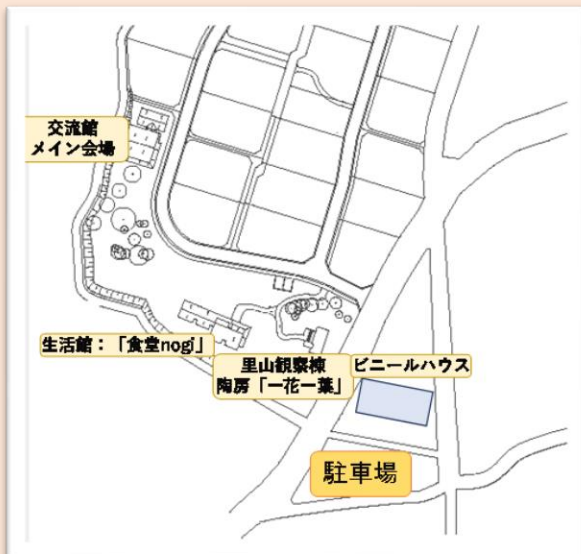 交流館
メイン会場
生活館：「食堂nogi」
里山観察棟
陶房「一花一葉」
ビニールハウス
駐車場